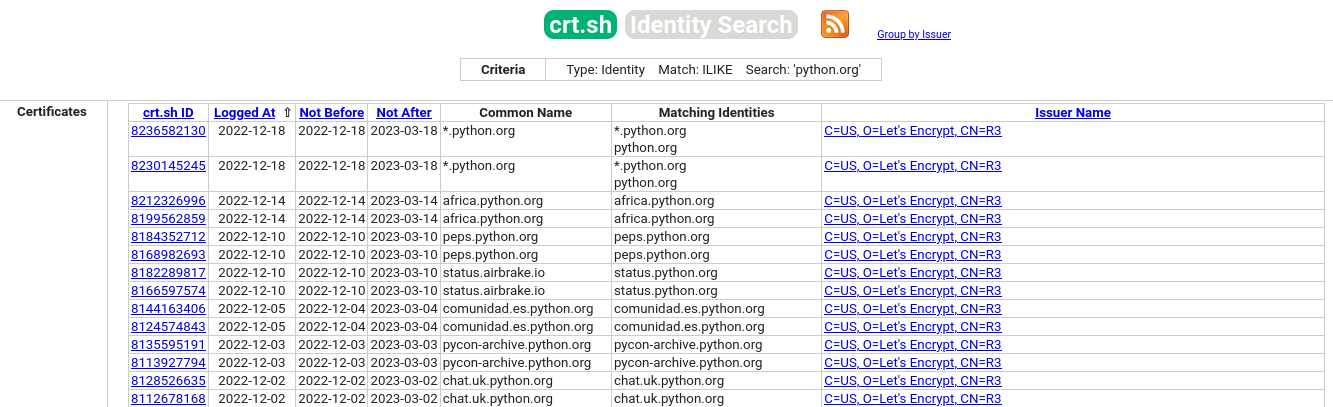 crt.sh Identity Search Group by Issuer
Criteria Type: Identity Match: ILIKE Search: 'python.org'
Certificates crt.sh ID Logged At ⇧ Not Before Not After Common Name Matching Identities Issuer Name
8236582130 2022-12-18 2022-12-18 2023-03-18 *.python.org *.python.org C=US, O=Let's Encrypt, CN=R3
python.org
8230145245 2022-12-18 2022-12-18 2023-03-18 *.python.org *.python.org C=US, O=Let's Encrypt, CN=R3
python.org
8212326996 2022-12-14 2022-12-14 2023-03-14 africa.python.org africa.python.org C=US, O=Let's Encrypt, CN=R3
8199562859 2022-12-14 2022-12-14 2023-03-14 africa.python.org africa.python.org C=US, O=Let's Encrypt, CN=R3
8184352712 2022-12-10 2022-12-10 2023-03-10 peps.python.org peps.python.org C=US, O=Let's Encrypt, CN=R3
8168982693 2022-12-10 2022-12-10 2023-03-10 peps.python.org peps.python.org C=US, O=Let's Encrypt, CN=R3
8182289817 2022-12-10 2022-12-10 2023-03-10 status.airbrake.io status.python.org C=US, O=Let's Encrypt, CN=R3
8166597574 2022-12-10 2022-12-10 2023-03-10 status.airbrake.io status.python.org C=US, O=Let's Encrypt, CN=R3
8144163406 2022-12-05 2022-12-04 2023-03-04 comunidad.es.python.org comunidad.es.python.org C=US, O=Let's Encrypt, CN=R3
8124574843 2022-12-05 2022-12-04 2023-03-04 comunidad.es.python.org comunidad.es.python.org C=US, O=Let's Encrypt, CN=R3
8135595191 2022-12-03 2022-12-03 2023-03-03 pycon-archive.python.org pycon-archive.python.org C=US, O=Let's Encrypt, CN=R3
8113927794 2022-12-03 2022-12-03 2023-03-03 pycon-archive.python.org pycon-archive.python.org C=US, O=Let's Encrypt, CN=R3
8128526635 2022-12-02 2022-12-02 2023-03-02 chat.uk.python.org chat.uk.python.org C=US, O=Let's Encrypt, CN=R3
8112678168 2022-12-02 2022-12-02 2023-03-02 chat.uk.python.org chat.uk.python.org C=US, O=Let's Encrypt, CN=R3